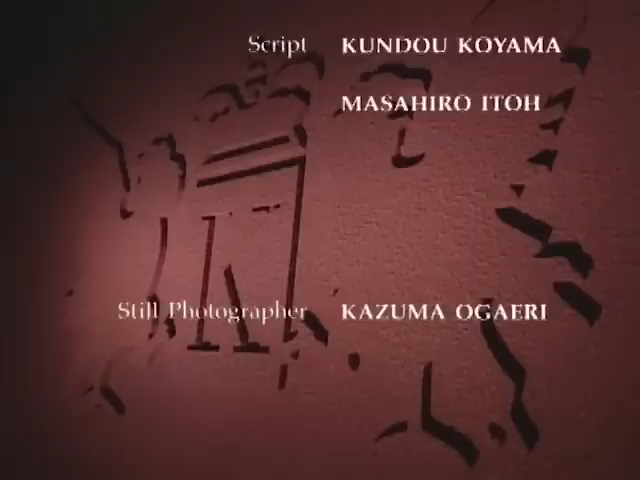 Script KUNDOU KOYAMA
MASAHIRO ITOH
Still Photographer KAZUMA OGAERI